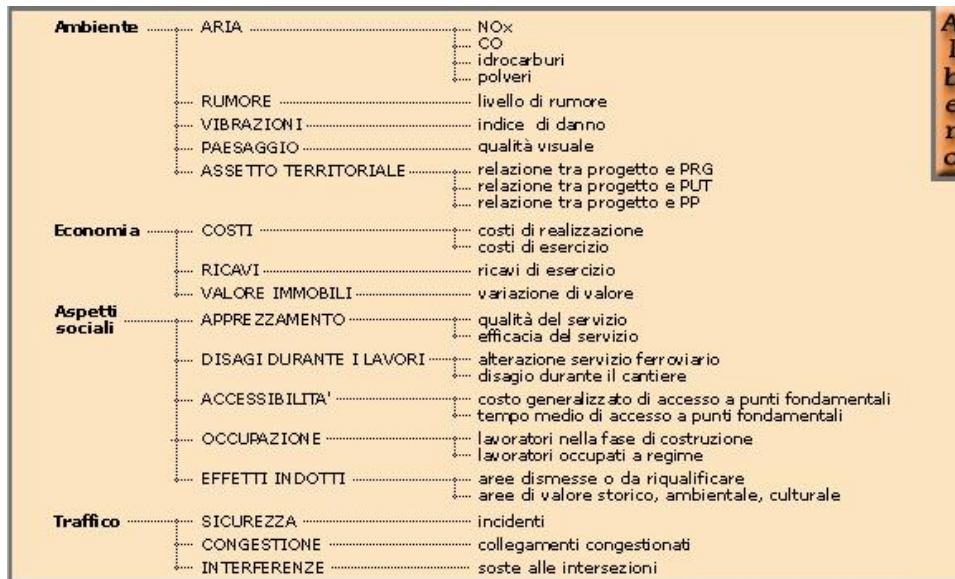 Ambiente ARIA NOx
CO
idrocarburi
polveri
RUMORE livello di rumore
VIBRAZIONI indice di danno
PAESAGGIO qualità visuale
ASSETTO TERRITORIALE relazione tra progetto e PRG
relazione tra progetto e PUT
relazione tra progetto e PP
Economia COSTI costi di realizzazione
costi di esercizio
RICAVI ricavi di esercizio
VALORE IMMOBILI variazione di valore
Aspetti
sociali APPREZZAMENTO qualità del servizio
efficacia del servizio
DISAGI DURANTE I LAVORI alterazione servizio ferroviario
disagio durante il cantiere
ACCESSIBILITA' costo generalizzato di accesso a punti fondamentali
tempo medio di accesso a punti fondamentali
OCCUPAZIONE lavoratori nella fase di costruzione
lavoratori occupati a regime
EFFETTI INDOTTI aree dismesse o da riqualificare
aree di valore storico, ambientale, culturale
Traffico SICUREZZA incidenti
CONGESTIONE collegamenti congestionati
INTERFERENZE soste alle intersezioni